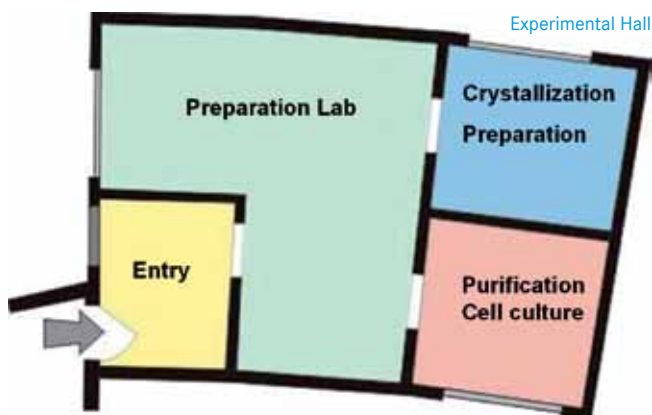 Experimental Hall
Preparation Lab
Crystallization
Preparation
Entry
Purification
Cell culture